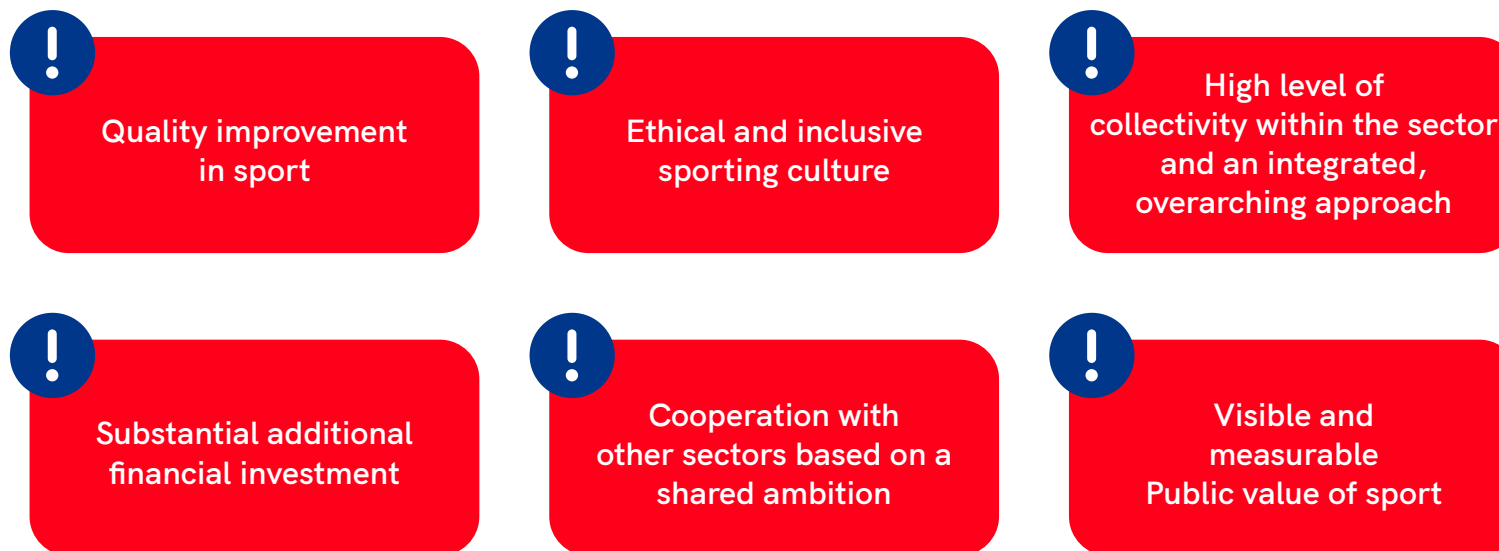 Quality improvement
in sport
Ethical and inclusive
sporting culture
High level of
collectivity within the sector
and an integrated,
overarching approach
Substantial additional
financial investment
Cooperation with
other sectors based on a
shared ambition
Visible and
measurable
Public value of sport